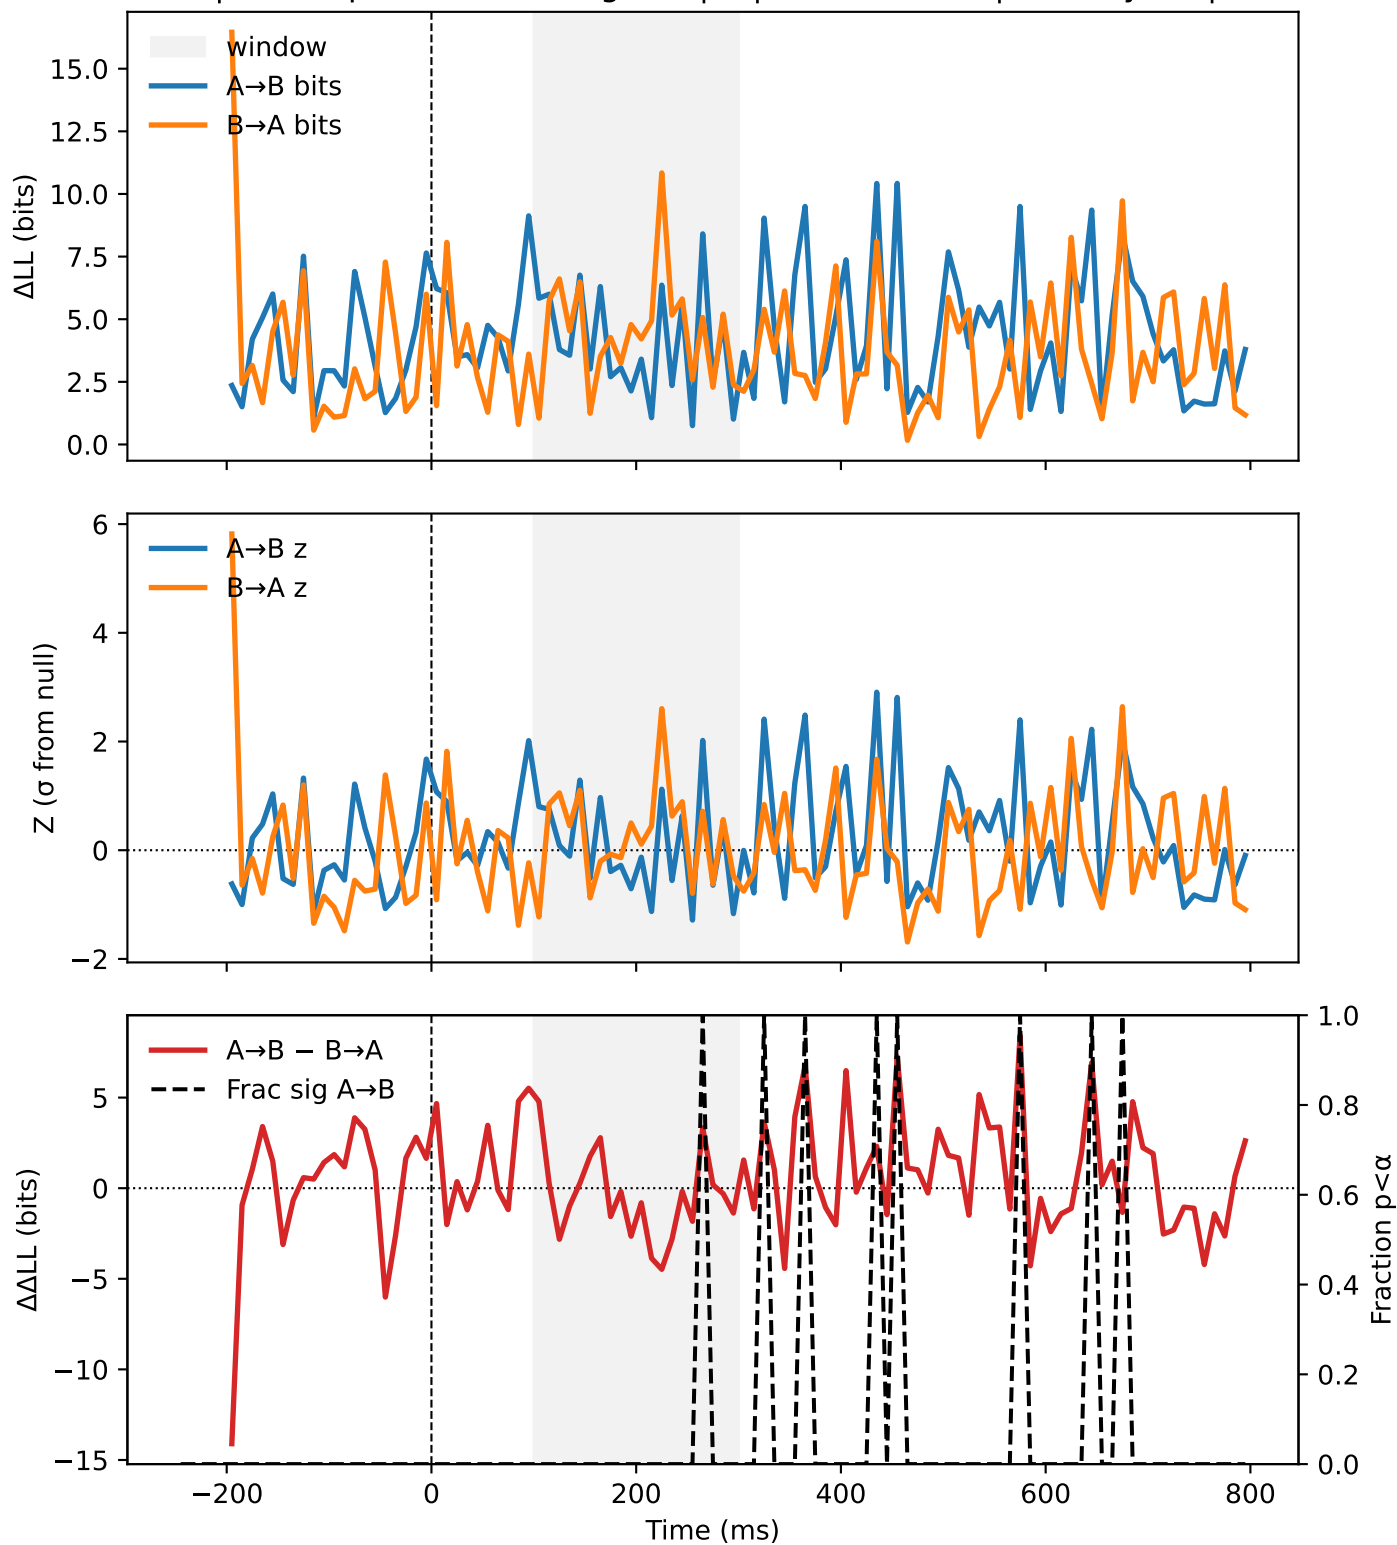 window
A→B bits
B→A bits
15.0
12.5
10.0
7.5
5.0
2.5
0.0
ΔLL (bits)
A→B z
B→A z
6
4
2
0
−2
Z (σ from null)
A→B − B→A
Frac sig A→B
5
0
−5
−10
−15
ΔΔLL (bits)
1.0
0.8
0.6
0.4
0.2
0.0
Fraction p<α
−200
0
200
400
600
800
Time (ms)